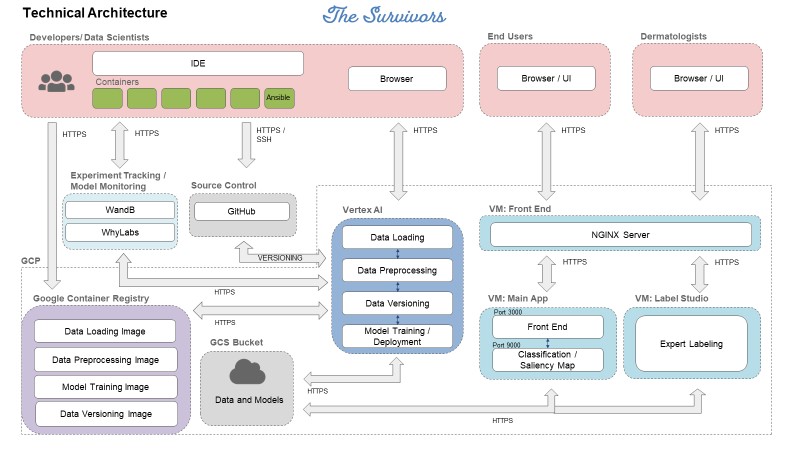 Technical Architecture
The Survivors
Developers/ Data Scientists
End Users
Dermatologists
IDE
Containers
Ansible
Browser
Browser / UI
Browser / UI
HTTPS
HTTPS
HTTPS /
SSH
HTTPS
HTTPS
HTTPS
Experiment Tracking /
Model Monitoring
WandB
WhyLabs
Source Control
GitHub
VERSIONING
Vertex AI
Data Loading
Data Preprocessing
Data Versioning
Model Training /
Deployment
VM: Front End
NGINX Server
HTTPS
HTTPS
GCP
HTTPS
HTTPS
Google Container Registry
Data Loading Image
Data Preprocessing Image
Model Training Image
Data Versioning Image
GCS Bucket
Data and Models
HTTPS
HTTPS
VM: Main App
Port 3000
Front End
Port 9000
Classification /
Saliency Map
VM: Label Studio
Expert Labeling